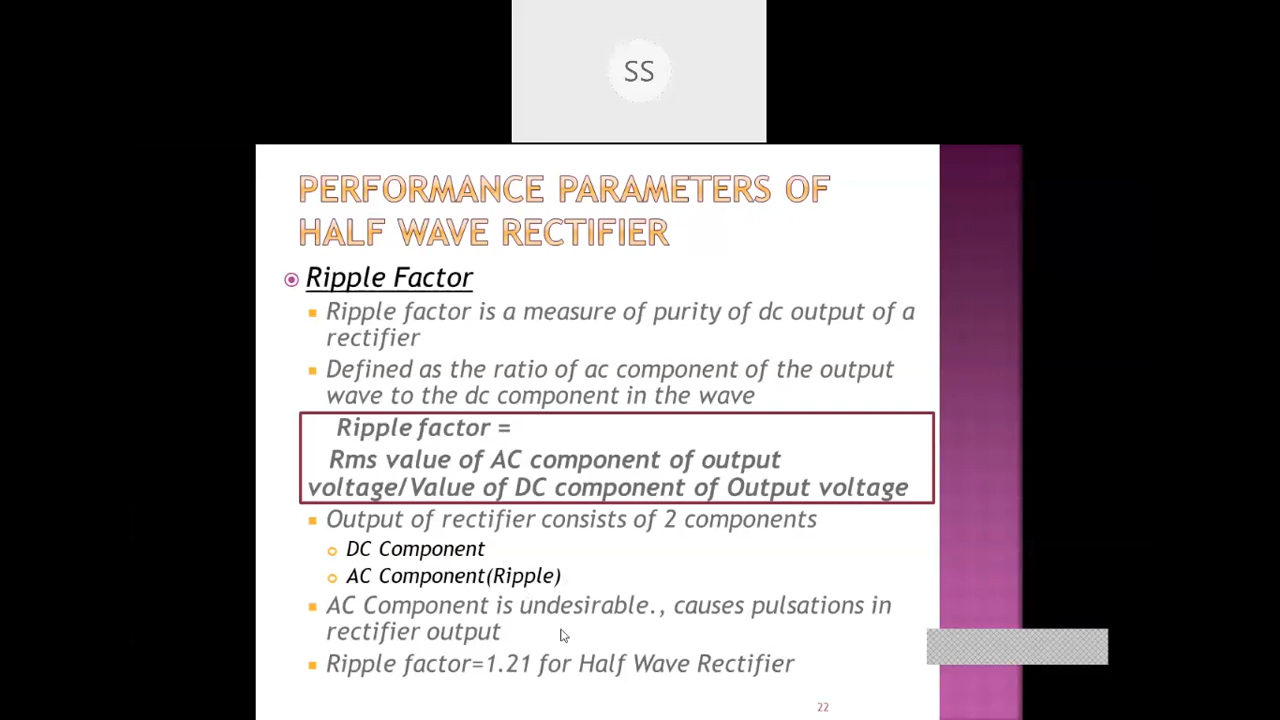 SS
PERFORMANCE PARAMETERS OF
HALF WAVE RECTIFIER
Ripple Factor
Ripple factor is a measure of purity of dc output of a
rectifier
Defined as the ratio of ac component of the output
wave to the dc component in the wave
Ripple factor =
Rms value of AC component of output
voltage/Value of DC component of Output voltage
Output of rectifier consists of 2 components
DC Component
AC Component(Ripple)
AC Component is undesirable., causes pulsations in
rectifier output
Ripple factor=1.21 for Half Wave Rectifier
22